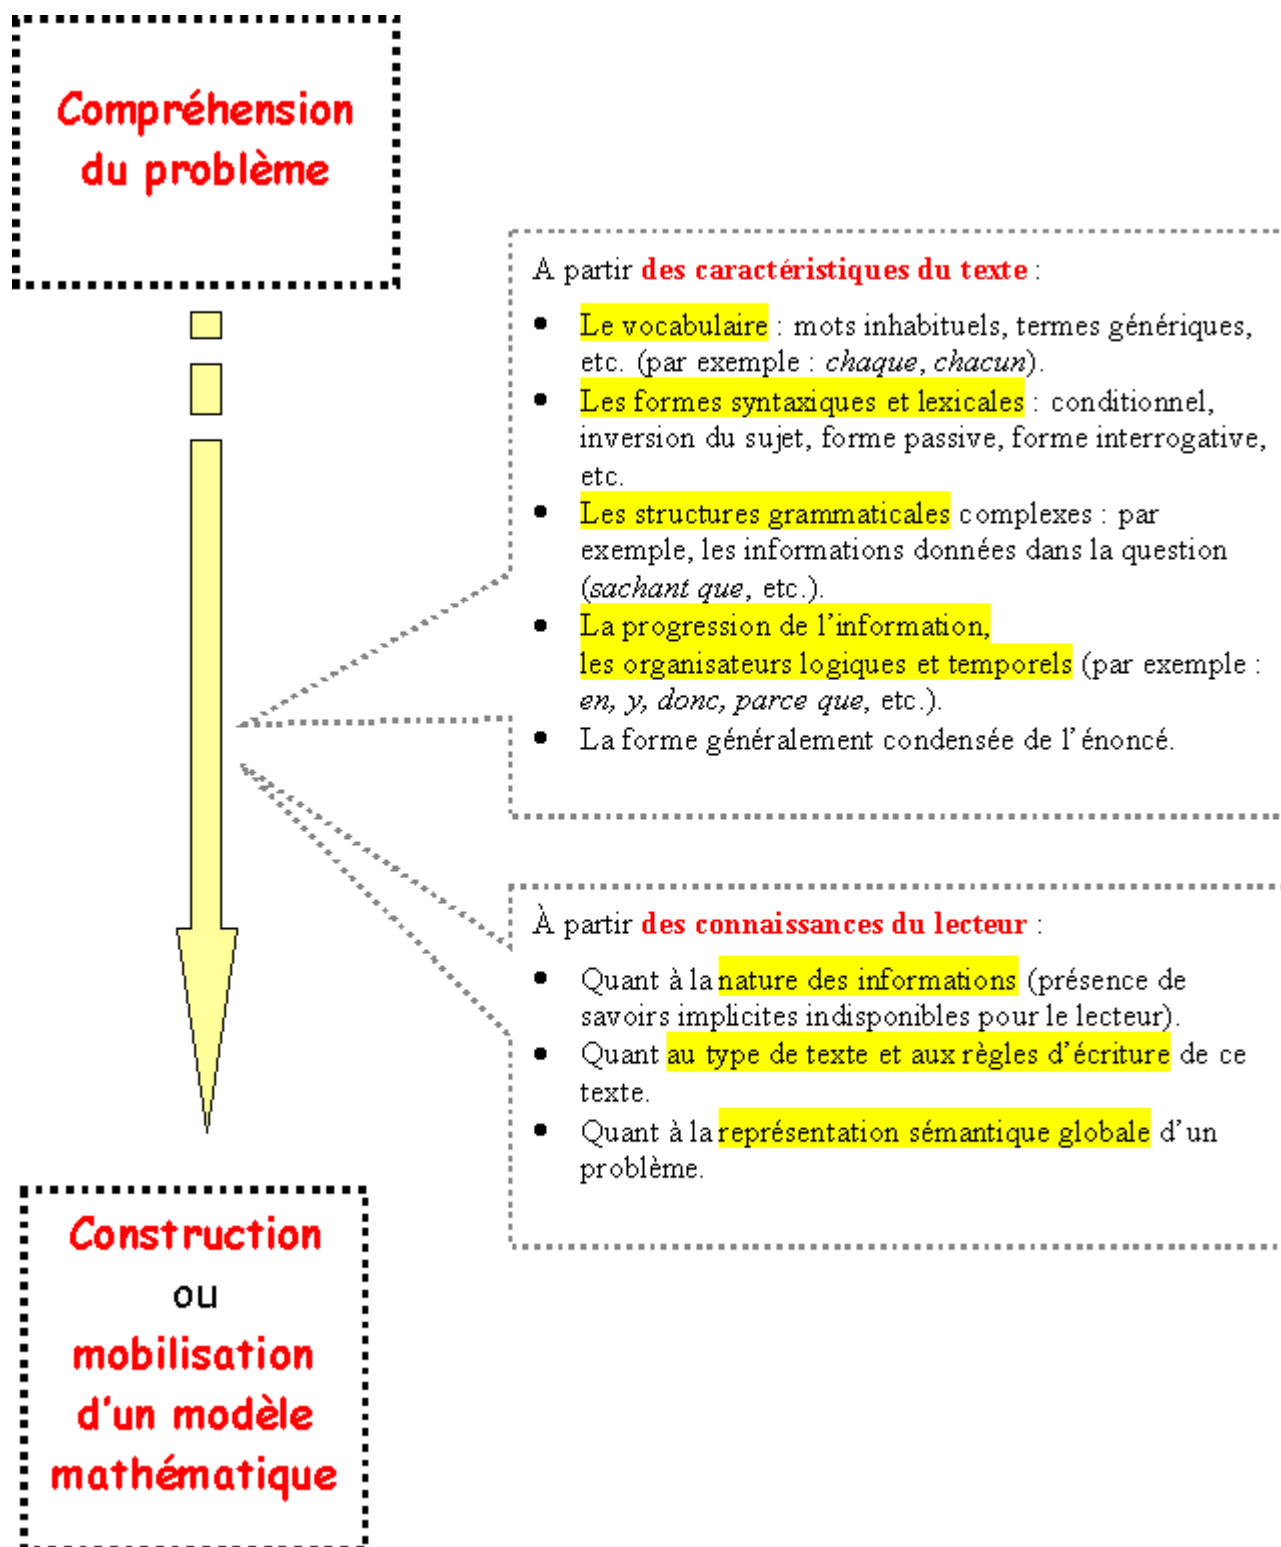 Compréhension
du problème
A partir des caractéristiques du texte :
• Le vocabulaire : mots inhabituels, termes génériques,
etc. (par exemple : chaque, chacun).
• Les formes syntaxiques et lexicales : conditionnel,
inversion du sujet, forme passive, forme interrogative,
etc.
• Les structures grammaticales complexes : par
exemple, les informations données dans la question
(sachant que, etc.).
• La progression de l'information,
les organisateurs logiques et temporels (par exemple :
en, y, donc, parce que, etc.).
• La forme généralement condensée de l'énoncé.
À partir des connaissances du lecteur :
• Quant à la nature des informations (présence de
savoirs implicites indisponibles pour le lecteur).
• Quant au type de texte et aux règles d'écriture de ce
texte.
• Quant à la représentation sémantique globale d'un
problème.
Construction
ou
mobilisation
d'un modèle
mathématique